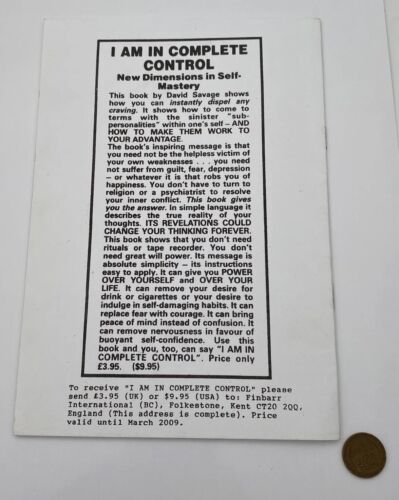 I AM IN COMPLETE
CONTROL
New Dimensions in Self-
Mastery
This book by David Savage shows
how you can instantly dispel any
craving. It shows how to come
to terms with the sinister "sub-
personalities" within one's self – AND
HOW TO MAKE THEM WORK TO
YOUR ADVANTAGE.
The book's inspiring message is that
you need not be the helpless victim of
your own weaknesses . . . you need
not suffer from guilt, fear, depression
– or whatever it is that robs you of
happiness. You don't have to turn to
religion or a psychiatrist to resolve
your inner conflict. This book gives
you the answer. In simple language it
describes the true reality of your
thoughts. ITS REVELATIONS COULD
CHANGE YOUR THINKING FOREVER.
This book shows that you don't need
rituals or tape recorder. You don't
need great will power. Its message is
absolute simplicity – its instructions
easy to apply. It can give you POWER
OVER YOURSELF and OVER YOUR
LIFE. It can remove your desire for
drink or cigarettes or your desire to
indulge in self-damaging habits. It can
replace fear with courage. It can bring
peace of mind instead of confusion. It
can remove nervousness in favour of
buoyant self-confidence. Use this
book and you, too, can say "I AM IN
COMPLETE CONTROL". Price only
£3.95. ($9.95)
To receive "I AM IN COMPLETE CONTROL" please
send £3.95 (UK) or $9.95 (USA) to: Finbarr
International (BC), Folkestone, Kent CT20 2QQ,
England (This address is complete). Price
valid until March 2009.